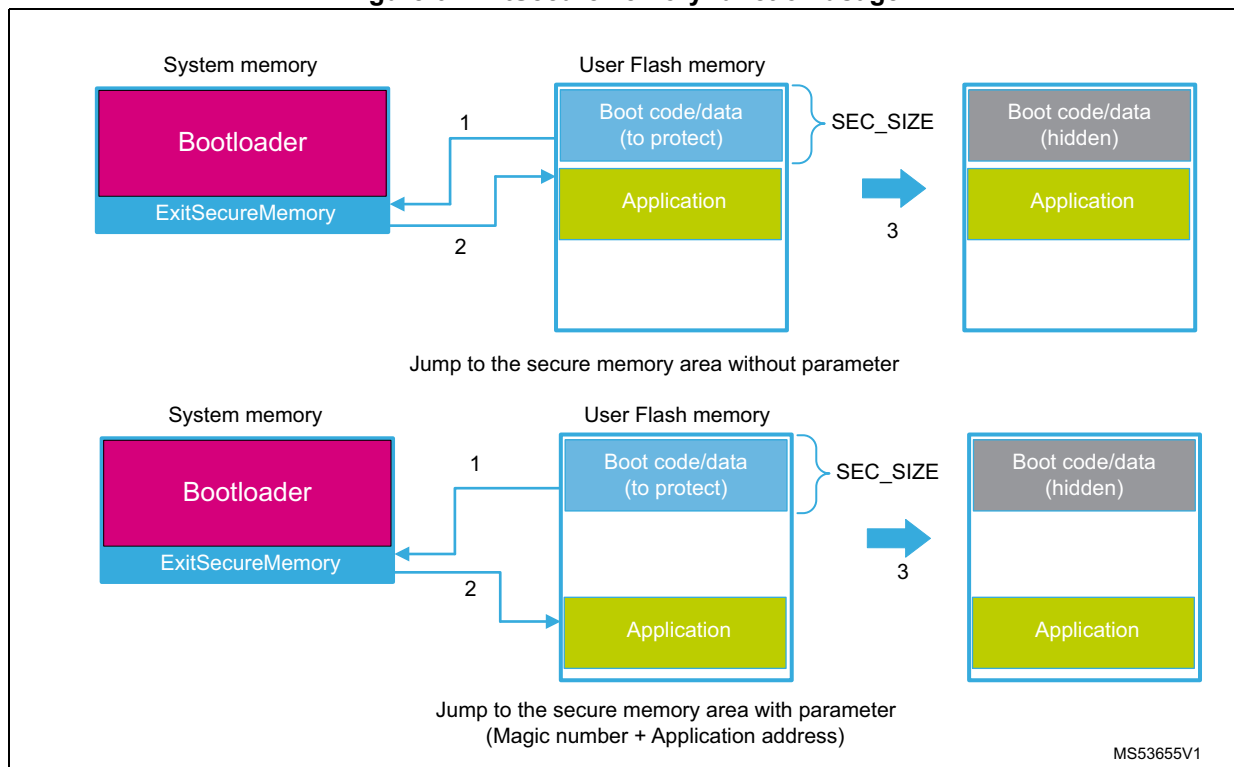 System memory
User Flash memory
Bootloader
ExitSecureMemory
1
2
Boot code/data
(to protect)
SEC_SIZE
Application
3
Boot code/data
(hidden)
Application
Jump to the secure memory area without parameter
System memory
User Flash memory
Bootloader
ExitSecureMemory
1
2
Boot code/data
(to protect)
SEC_SIZE
Application
3
Boot code/data
(hidden)
Application
Jump to the secure memory area with parameter
(Magic number + Application address)
MS53655V1